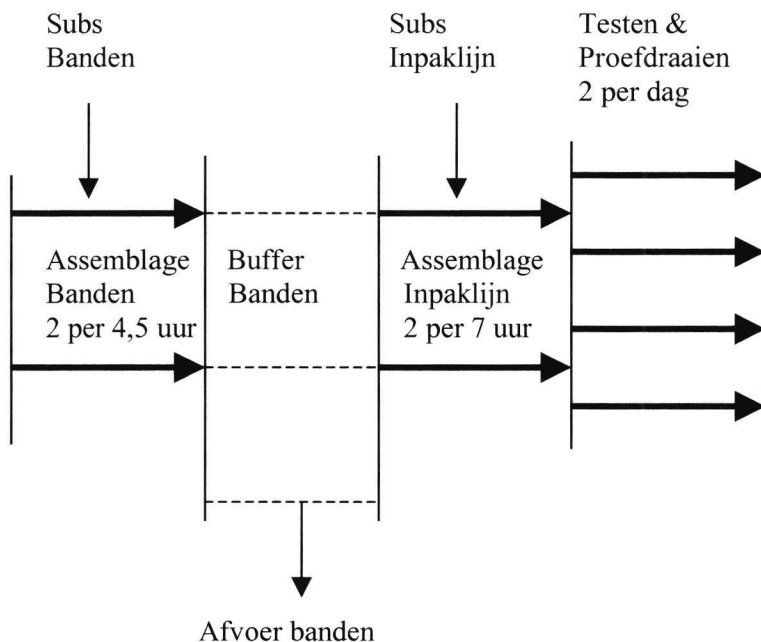 Subs
Banden
Subs
Inpaklijn
Testen &
Proefdraaien
2 per dag
Assemblage
Banden
2 per 4,5 uur
Buffer
Banden
Assemblage
Inpaklijn
2 per 7 uur
Afvoer banden